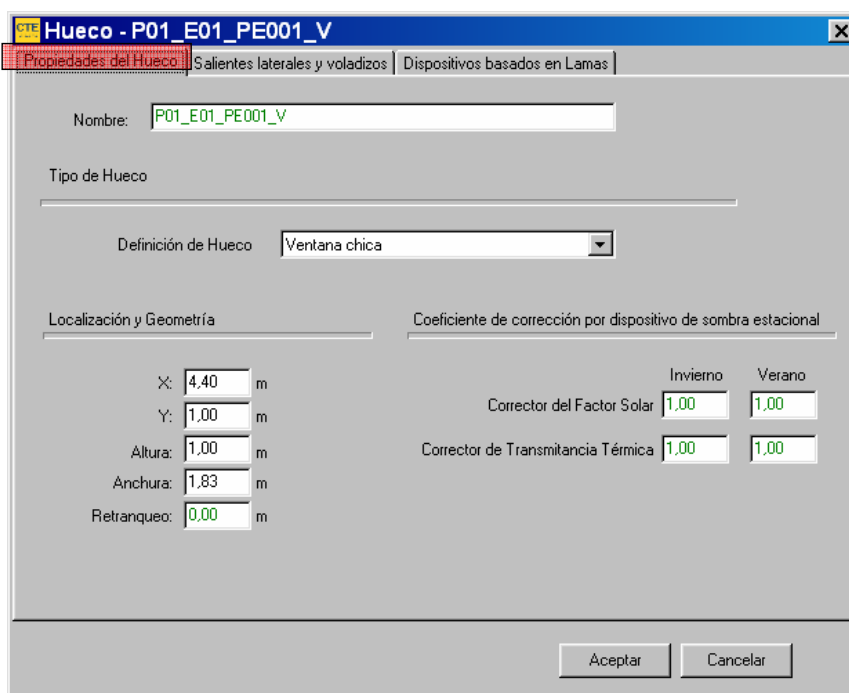 CTE Hueco - P01_E01_PE001_V
Propiedades del Hueco Salientes laterales y voladizos Dispositivos basados en Lamas
Nombre: P01_E01_PE001_V
Tipo de Hueco
Definición de Hueco Ventana chica
Localización y Geometría
X: 4,40 m
Y: 1,00 m
Altura: 1,00 m
Anchura: 1,83 m
Retranqueo: 0,00 m
Coeficiente de corrección por dispositivo de sombra estacional
Invierno Verano
Corrector del Factor Solar 1,00 1,00
Corrector de Transmitancia Térmica 1,00 1,00
Aceptar Cancelar